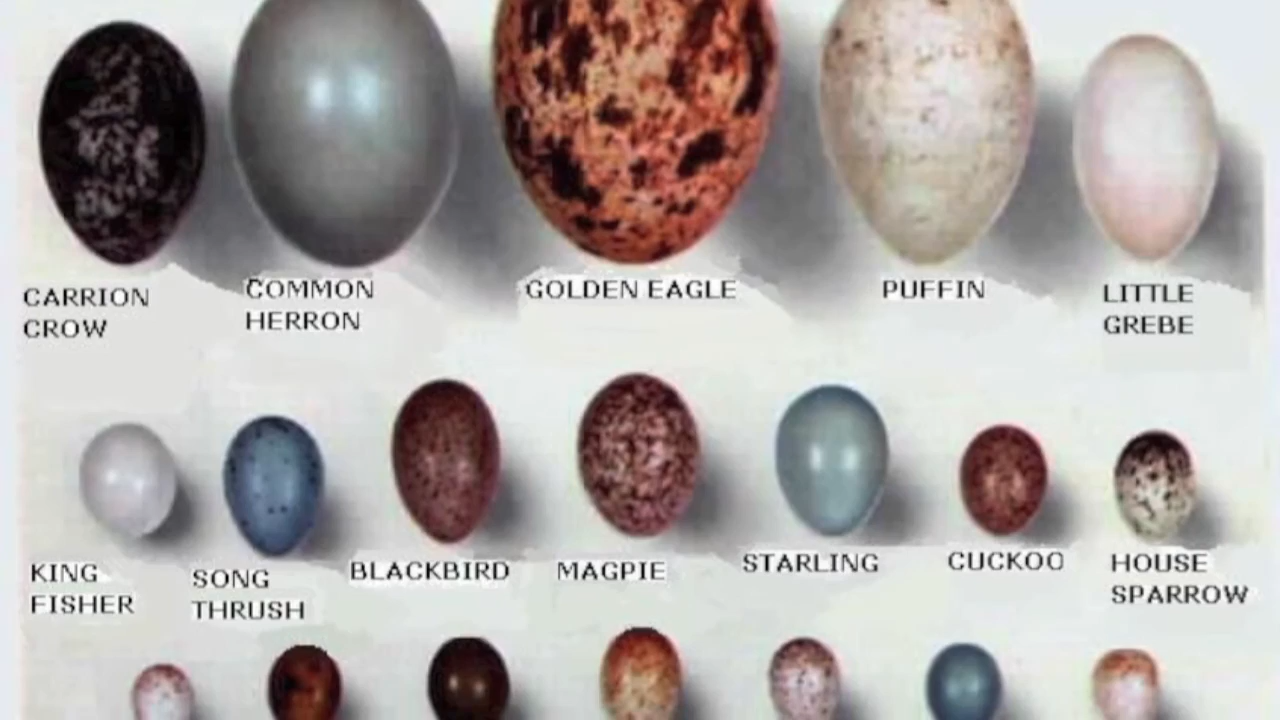 CARRION
CROW
COMMON
HERRON
GOLDEN EAGLE
PUFFIN
LITTLE
GREBE
KING
FISHER
SONG
THRUSH
BLACKBIRD
MAGPIE
STARLING
CUCKOO
HOUSE
SPARROW